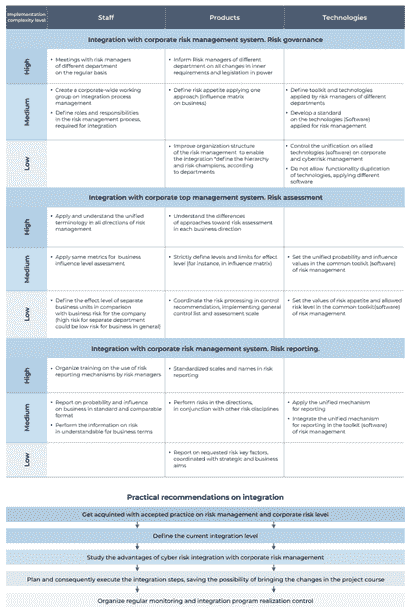 Implementation
complexity level
Staff
Products
Technologies
Integration with corporate risk management system. Risk governance
High
• Meetings with risk managers
of different department
on the regular basis
• Inform Risk managers of different
department on all changes in inner
requirements and legislation in power
Medium
• Create a corporate-wide working
group on integration process
management
• Define roles and responsibilities
in the risk management process,
required for integration
• Define risk appetite applying one
approach (influence matrix
on business)
• Define toolkit and technologies
applied by risk managers of different
departments
• Develop a standard
on the technologies (Software)
applied for risk management
Low
• Improve organization structure
of the risk management to enable
the integration "define the hierarchy
and risk champions, according
to departments
• Control the unification on allied
technologies (software) on corporate
and cyberrisk management
• Do not allow functionality duplication
of technologies, applying different
software
Integration with corporate top management system. Risk assessment
High
• Apply and understand the unified
terminology in all directions of risk
management
• Understand the differences
of approaches toward risk assessment
in each business direction
Medium
• Apply same metrics for business
influence level assessment
• Strictly define levels and limits for effect
level (for instance, in influence matrix)
• Set the unified probability and influence
values in the common toolkit (software)
of risk management
Low
• Define the effect level of separate
business units in comparison
with business risk for the company
(high risk for separate department
could be low risk for business in general)
• Coordinate the risk processing in control
recommendation, implementing general
control list and assessment scale
• Set the values of risk appetite and allowed
risk level in the common toolkit(software)
of risk management
Integration with corporate risk management system. Risk reporting.
High
• Organize training on the use of risk
reporting mechanisms by risk managers
• Standardized scales and names in risk
reporting
Medium
• Report on probability and influence
on business in standard and comparable
format
• Perform the information on risk
in understandable for business terms
• Perform risks in the directions,
in conjunction with other risk disciplines
• Apply the unified mechanism
for reporting
• Integrate the unified mechanism
for reporting in the toolkit (software)
of risk management
Low
• Report on requested risk key factors,
coordinated with strategic and business
aims
Practical recommendations on integration
Get acquainted with accepted practice on risk management and corporate risk level
Define the current integration level
Study the advantages of cyber risk integration with corporate risk management
Plan and consequently execute the integration steps, saving the possibility of bringing the changes in the project course
Organize regular monitoring and integration program realization control